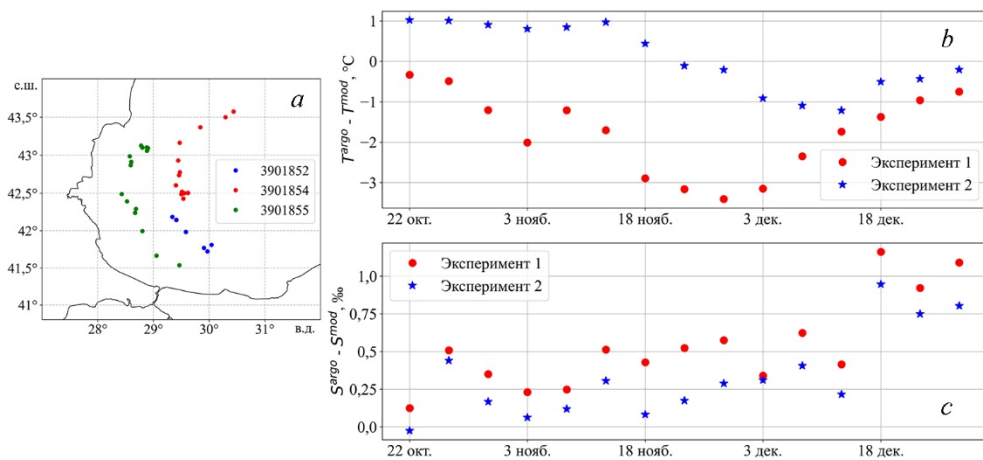 a
с.ш.
43,5°
43°
42,5°
42°
41,5°
41°
28°
29°
30°
31°
в.д.
3901852
3901854
3901855
b
T^argo - T^mod, °C
1
0
−1
−2
−3
22 окт.
3 нояб.
18 нояб.
3 дек.
18 дек.
Эксперимент 1
Эксперимент 2
c
S^argo - S^mod, ‰
1,0
0,75
0,5
0,25
0,0
22 окт.
3 нояб.
18 нояб.
3 дек.
18 дек.
Эксперимент 1
Эксперимент 2